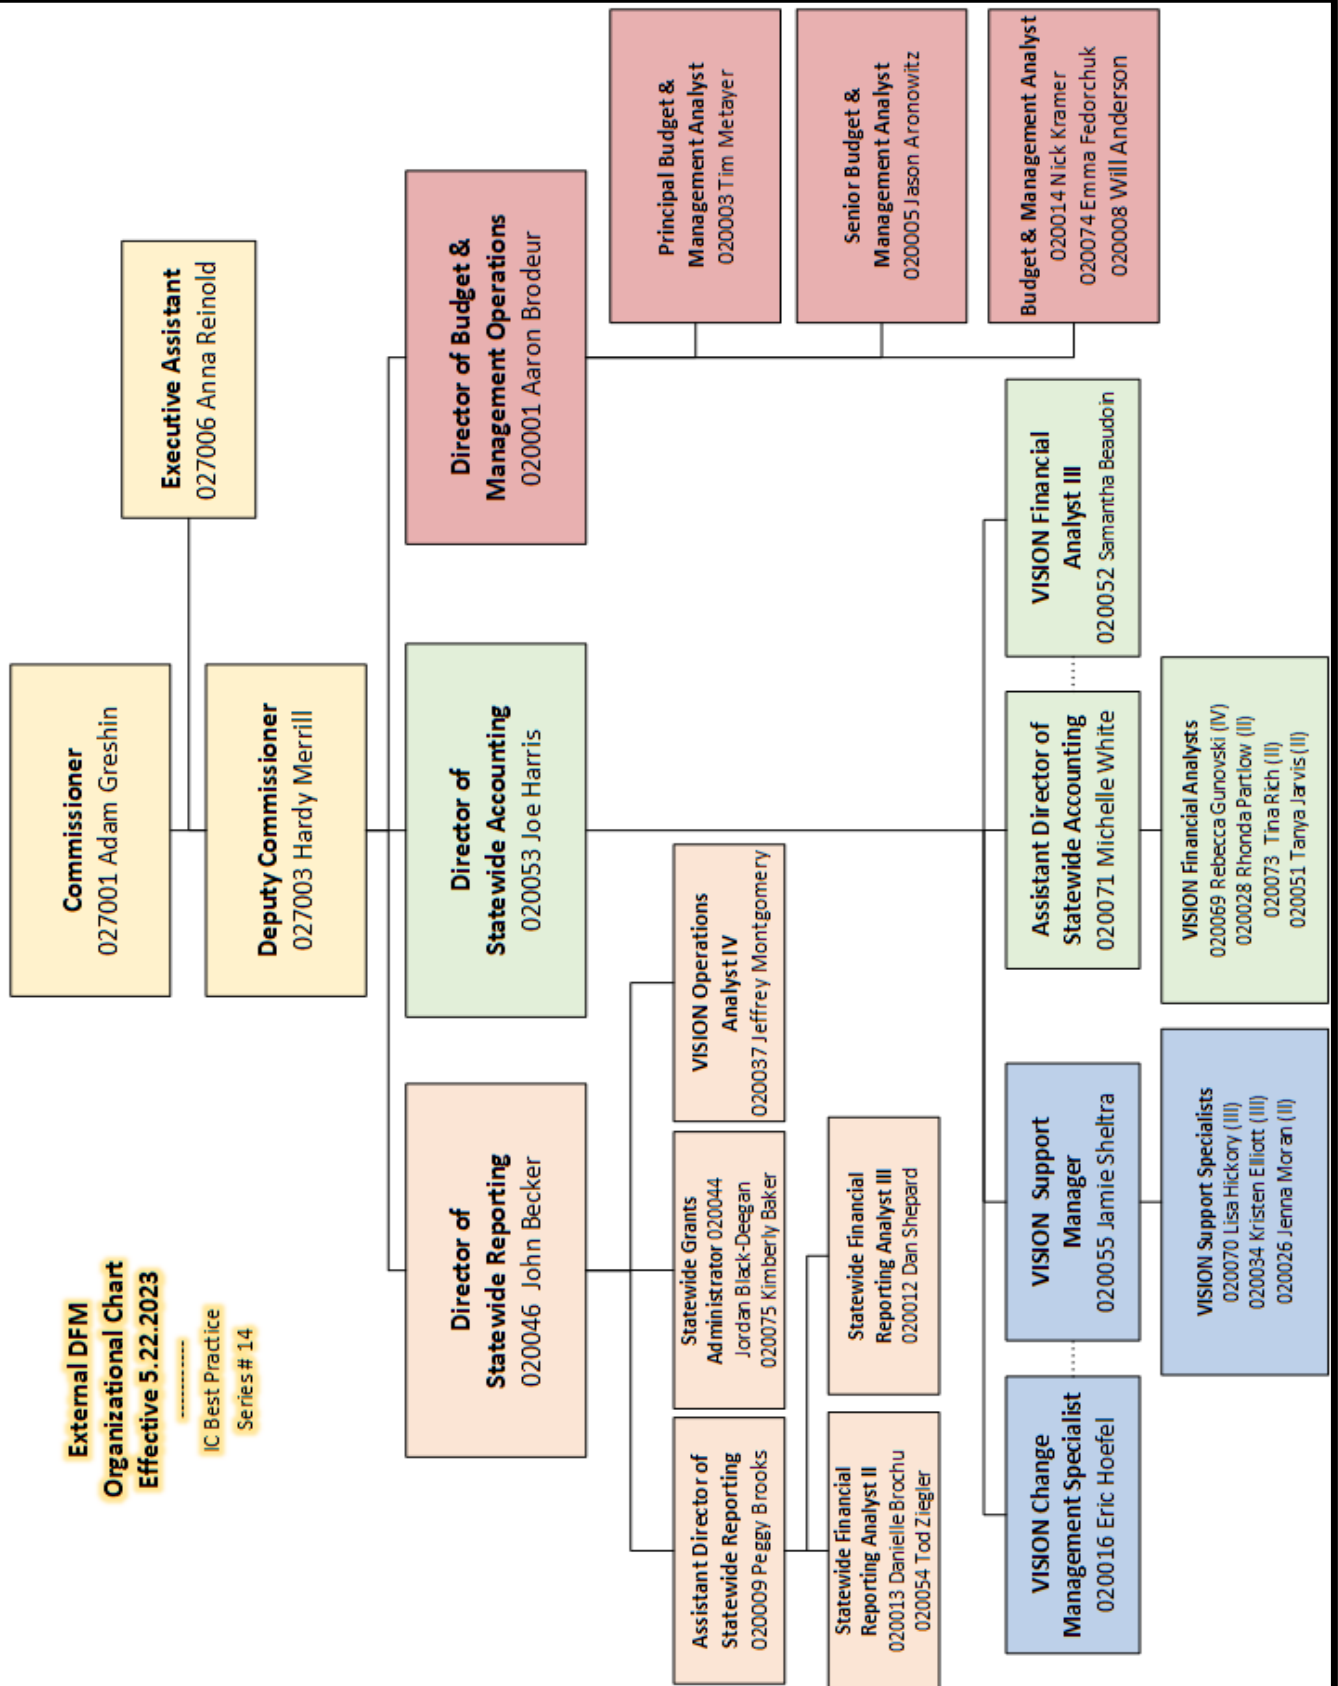 External DFM
Organizational Chart
Effective 5.22.2023
----------
IC Best Practice
Series # 14
Commissioner
027001 Adam Greshin
Executive Assistant
027006 Anna Reinold
Deputy Commissioner
027003 Hardy Merrill
Director of
Statewide Reporting
020046 John Becker
Director of
Statewide Accounting
020053 Joe Harris
Director of Budget &
Management Operations
020001 Aaron Brodeur
Assistant Director of
Statewide Reporting
020009 Peggy Brooks
Statewide Grants
Administrator 020044
Jordan Black-Deegan
020075 Kimberly Baker
VISION Operations
Analyst IV
020037 Jeffrey Montgomery
Statewide Financial
Reporting Analyst II
020013 Danielle Brochu
020054 Tod Ziegler
Statewide Financial
Reporting Analyst III
020012 Dan Shepard
Principal Budget &
Management Analyst
020003 Tim Metayer
Senior Budget &
Management Analyst
020005 Jason Aronowitz
Budget & Management Analyst
020014 Nick Kramer
020074 Emma Fedorchuk
020008 Will Anderson
VISION Change
Management Specialist
020016 Eric Hoefel
VISION Support
Manager
020055 Jamie Sheltra
Assistant Director of
Statewide Accounting
020071 Michelle White
VISION Financial
Analyst III
020052 Samantha Beaudoin
VISION Support Specialists
020070 Lisa Hickory (III)
020034 Kristen Elliott (III)
020026 Jenna Moran (II)
VISION Financial Analysts
020069 Rebecca Gunovski (IV)
020028 Rhonda Partlow (II)
020073 Tina Rich (II)
020051 Tanya Jarvis (II)